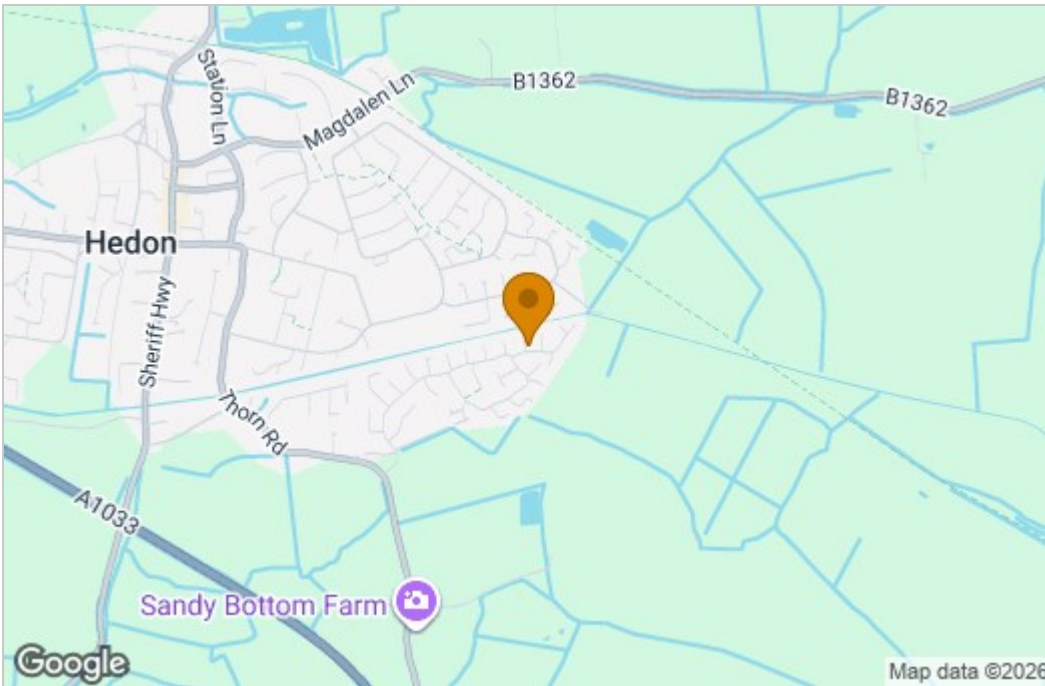 Station Ln
Magdalen Ln
B1362
B1362
Hedon
Sheriff Hwy
Thorn Rd
A1033
Sandy Bottom Farm
Google
Map data ©2026